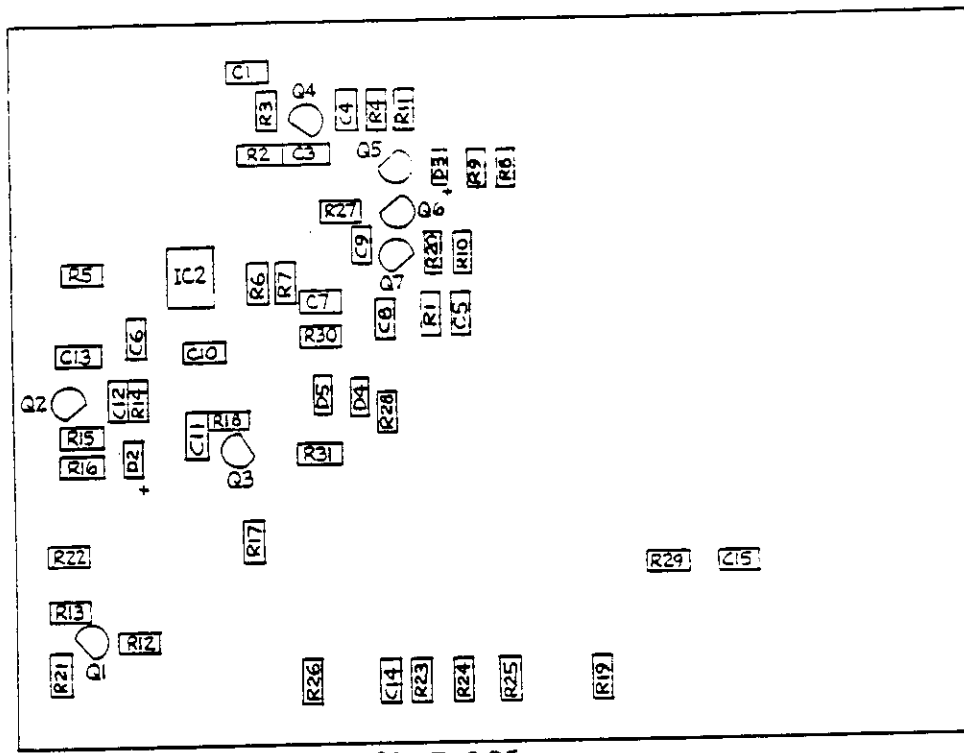 C1
R3
Q4
C4
R4
R11
R2
C3
Q5
D3
R9
R8
+
R27
Q6
C9
R20
R10
R5
IC2
R6
R7
Q7
C7
C8
R1
C5
R30
C6
C13
C10
Q2
C12
R14
D5
D4
R28
C11
R18
R15
R16
D2
Q3
R31
+
R17
R22
R29
C15
R13
R12
R21
Q1
R26
C14
R23
R24
R25
R19